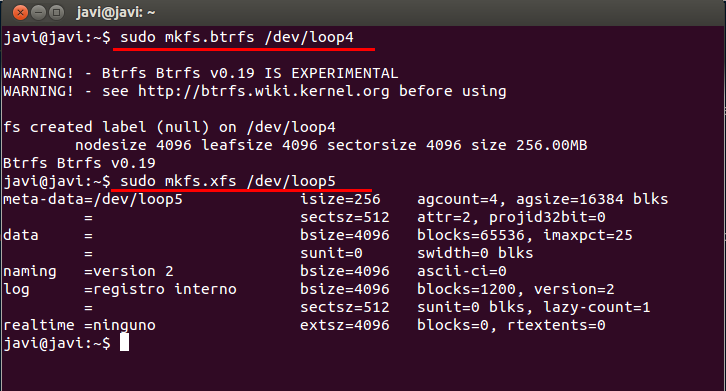 javi@javi: ~
javi@javi:~$ sudo mkfs.btrfs /dev/loop4
WARNING! - Btrfs Btrfs v0.19 IS EXPERIMENTAL
WARNING! - see http://btrfs.wiki.kernel.org before using
fs created label (null) on /dev/loop4
nodesize 4096 leafsize 4096 sectorsize 4096 size 256.00MB
Btrfs Btrfs v0.19
javi@javi:~$ sudo mkfs.xfs /dev/loop5
meta-data=/dev/loop5 isize=256 agcount=4, agsize=16384 blks
= sectsz=512 attr=2, projid32bit=0
data = bsize=4096 blocks=65536, imaxpct=25
= sunit=0 swidth=0 blks
naming =version 2 bsize=4096 ascii-ci=0
log =registro interno bsize=4096 blocks=1200, version=2
= sectsz=512 sunit=0 blks, lazy-count=1
realtime =ninguno extsz=4096 blocks=0, rtextents=0
javi@javi:~$